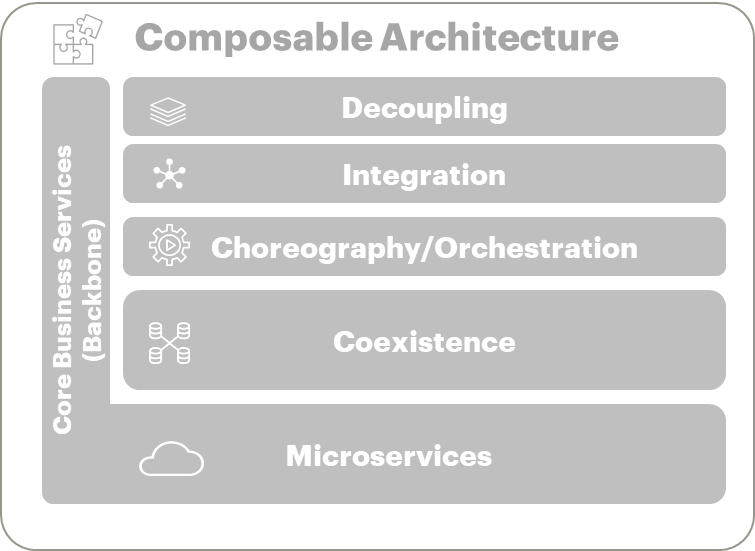 Composable Architecture
Core Business Services
(Backbone)
Decoupling
Integration
Choreography/Orchestration
Coexistence
Microservices